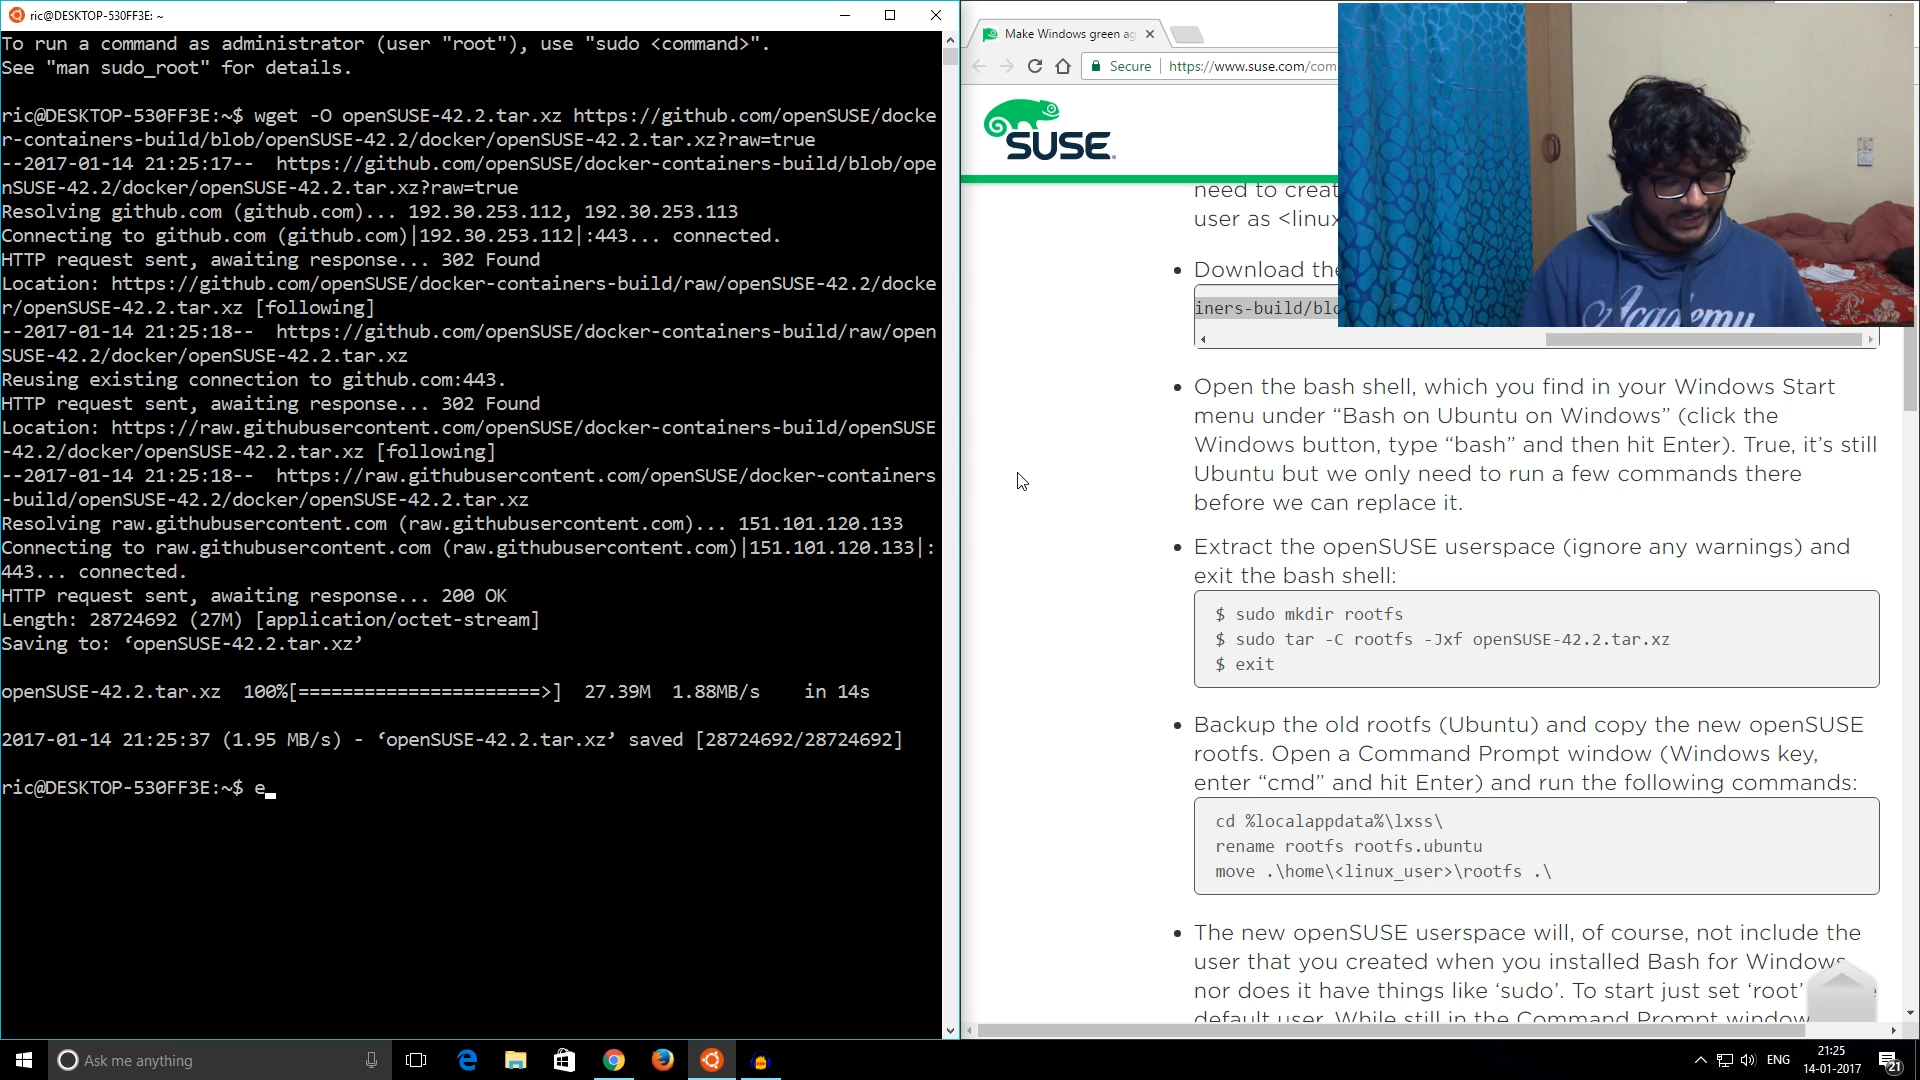 ric@DESKTOP-530FF3E: ~
To run a command as administrator (user "root"), use "sudo <command>".
See "man sudo_root" for details.
ric@DESKTOP-530FF3E:~$ wget -O openSUSE-42.2.tar.xz https://github.com/openSUSE/docke
r-containers-build/blob/openSUSE-42.2/docker/openSUSE-42.2.tar.xz?raw=true
--2017-01-14 21:25:17--  https://github.com/openSUSE/docker-containers-build/blob/ope
nSUSE-42.2/docker/openSUSE-42.2.tar.xz?raw=true
Resolving github.com (github.com)... 192.30.253.112, 192.30.253.113
Connecting to github.com (github.com)|192.30.253.112|:443... connected.
HTTP request sent, awaiting response... 302 Found
Location: https://github.com/openSUSE/docker-containers-build/raw/openSUSE-42.2/docke
r/openSUSE-42.2.tar.xz [following]
--2017-01-14 21:25:18--  https://github.com/openSUSE/docker-containers-build/raw/open
SUSE-42.2/docker/openSUSE-42.2.tar.xz
Reusing existing connection to github.com:443.
HTTP request sent, awaiting response... 302 Found
Location: https://raw.githubusercontent.com/openSUSE/docker-containers-build/openSUSE
-42.2/docker/openSUSE-42.2.tar.xz [following]
--2017-01-14 21:25:18--  https://raw.githubusercontent.com/openSUSE/docker-containers
-build/openSUSE-42.2/docker/openSUSE-42.2.tar.xz
Resolving raw.githubusercontent.com (raw.githubusercontent.com)... 151.101.120.133
Connecting to raw.githubusercontent.com (raw.githubusercontent.com)|151.101.120.133|:
443... connected.
HTTP request sent, awaiting response... 200 OK
Length: 28724692 (27M) [application/octet-stream]
Saving to: ‘openSUSE-42.2.tar.xz’
openSUSE-42.2.tar.xz  100%[======================>]  27.39M  1.88MB/s    in 14s
2017-01-14 21:25:37 (1.95 MB/s) - ‘openSUSE-42.2.tar.xz’ saved [28724692/28724692]
ric@DESKTOP-530FF3E:~$ e_
Make Windows green ag
Secure | https://www.suse.com/com
SUSE
need to creat
user as <linux
• Download the
iners-build/blo
• Open the bash shell, which you find in your Windows Start
menu under “Bash on Ubuntu on Windows” (click the
Windows button, type “bash” and then hit Enter). True, it’s still
Ubuntu but we only need to run a few commands there
before we can replace it.
• Extract the openSUSE userspace (ignore any warnings) and
exit the bash shell:
$ sudo mkdir rootfs
$ sudo tar -C rootfs -Jxf openSUSE-42.2.tar.xz
$ exit
• Backup the old rootfs (Ubuntu) and copy the new openSUSE
rootfs. Open a Command Prompt window (Windows key,
enter “cmd” and hit Enter) and run the following commands:
cd %localappdata%\lxss\
rename rootfs rootfs.ubuntu
move .\home\<linux_user>\rootfs .\
• The new openSUSE userspace will, of course, not include the
user that you created when you installed Bash for Windows
nor does it have things like ‘sudo’. To start just set ‘root’
default user. While still in the Command Prompt window
Academy
Ask me anything
ENG
21:25
14-01-2017
21